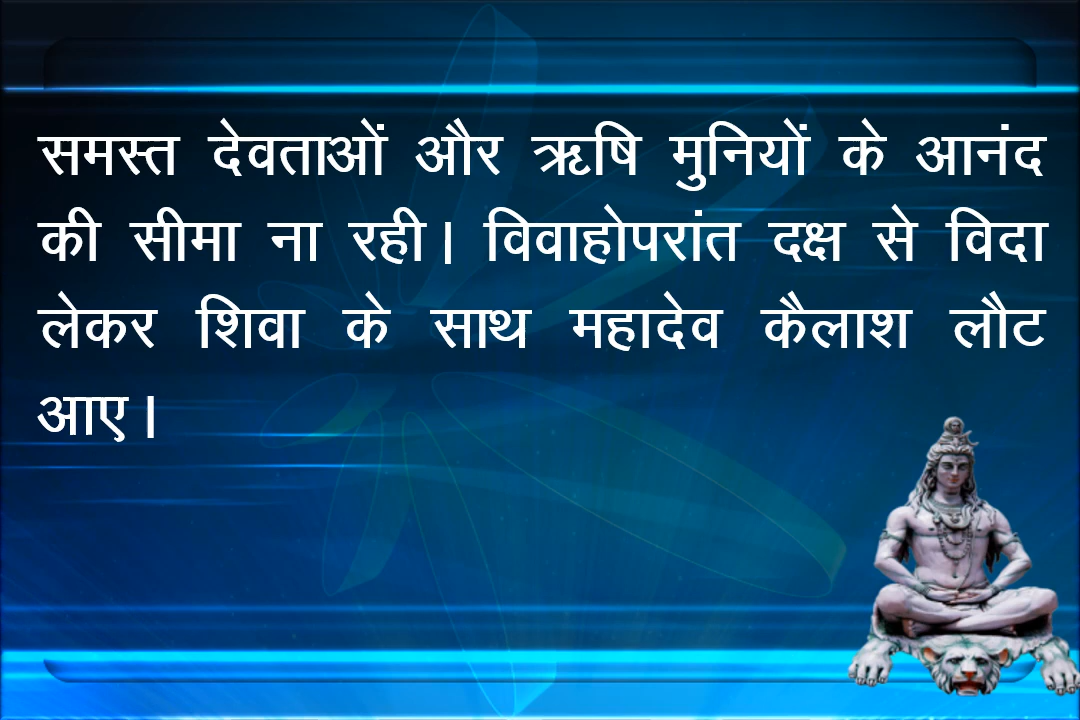 समस्त देवताओं और ऋषि मुनियों के आनंद
की सीमा ना रही। विवाहोपरांत दक्ष से विदा
लेकर शिवा के साथ महादेव कैलाश लौट
आए।